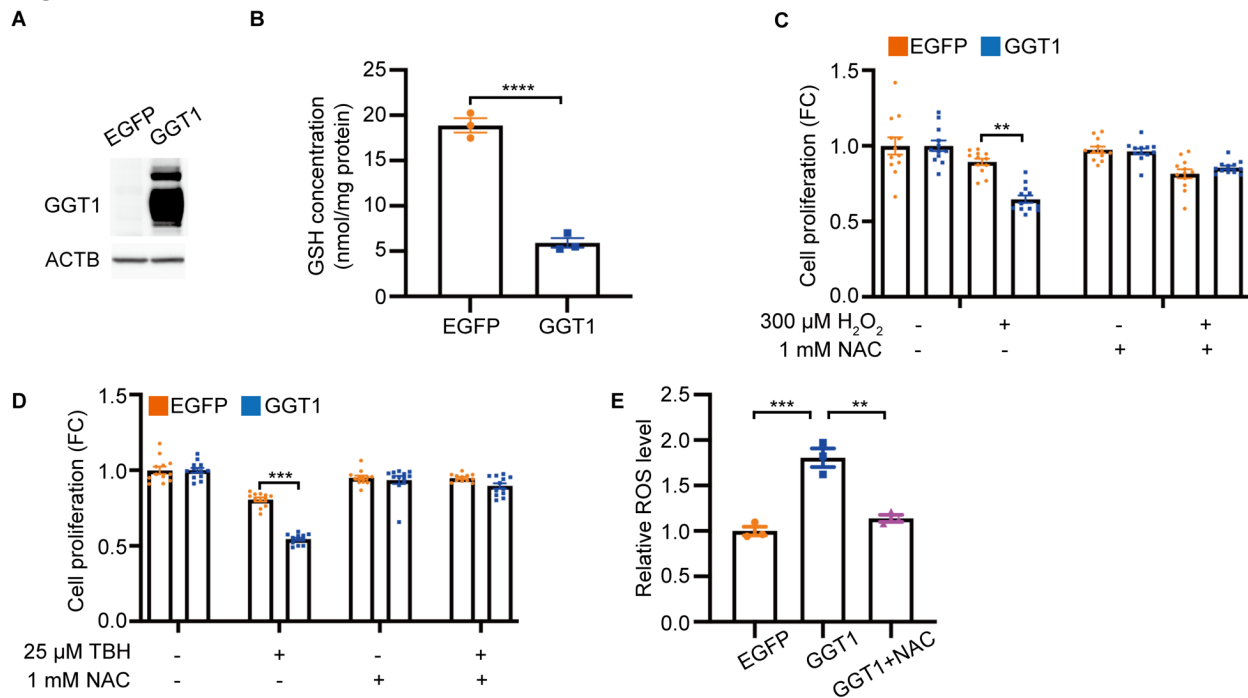 A
EGFP
GGT1
GGT1
ACTB
B
GSH concentration
(nmol/mg protein)
25
20
15
10
5
0
****
EGFP
GGT1
C
EGFP
GGT1
Cell proliferation (FC)
1.5
1.0
0.5
0.0
**
300 µM H₂O₂ - + - +
1 mM NAC - - + +
D
EGFP
GGT1
Cell proliferation (FC)
1.5
1.0
0.5
0.0
***
25 µM TBH - + - +
1 mM NAC - - + +
E
Relative ROS level
2.5
2.0
1.5
1.0
0.5
0.0
*** **
EGFP
GGT1
GGT1+NAC